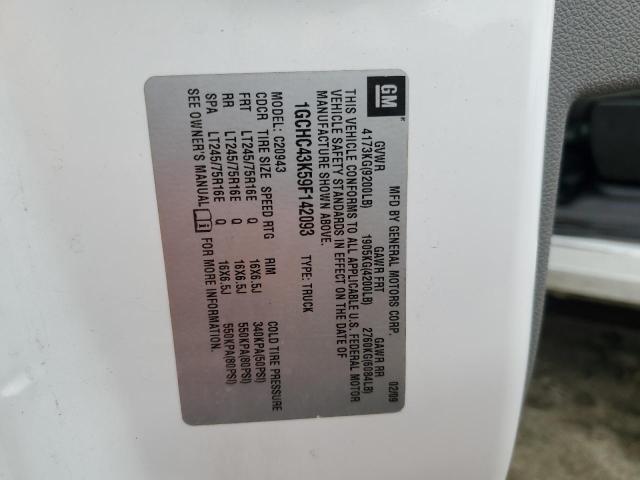 GM
MFD BY GENERAL MOTORS CORP. 02/09
GVWR GAWR FRT GAWR RR
4173KG(9200LB) 1905KG(4200LB) 2760KG(6084LB)
THIS VEHICLE CONFORMS TO ALL APPLICABLE U.S. FEDERAL MOTOR
VEHICLE SAFETY STANDARDS IN EFFECT ON THE DATE OF
MANUFACTURE SHOWN ABOVE.
1GCHC43K59F142093 TYPE: TRUCK
MODEL: C20943
CDCR TIRE SIZE SPEED RTG RIM COLD TIRE PRESSURE
FRT LT245/75R16E Q 16X6.5J 340KPA(50PSI)
RR LT245/75R16E Q 16X6.5J 550KPA(80PSI)
SPA LT245/75R16E Q 16X6.5J 550KPA(80PSI)
SEE OWNER'S MANUAL FOR MORE INFORMATION.